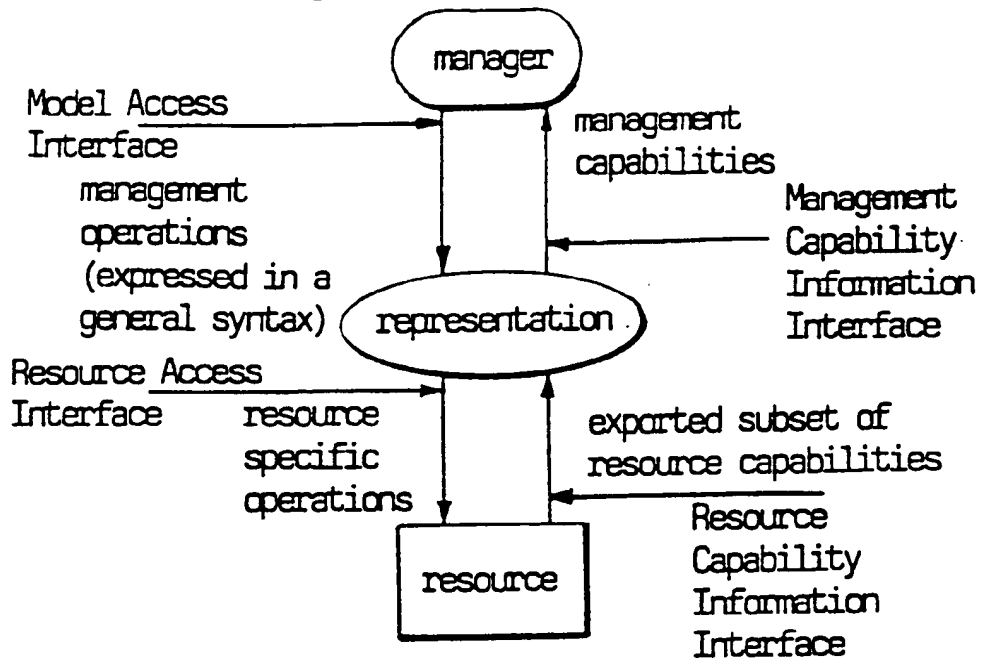 manager
Model Access
Interface
management
capabilities
management
operations
(expressed in a
general syntax)
Management
Capability
Information
Interface
representation
Resource Access
Interface
resource
specific
operations
exported subset of
resource capabilities
Resource
Capability
Information
Interface
resource